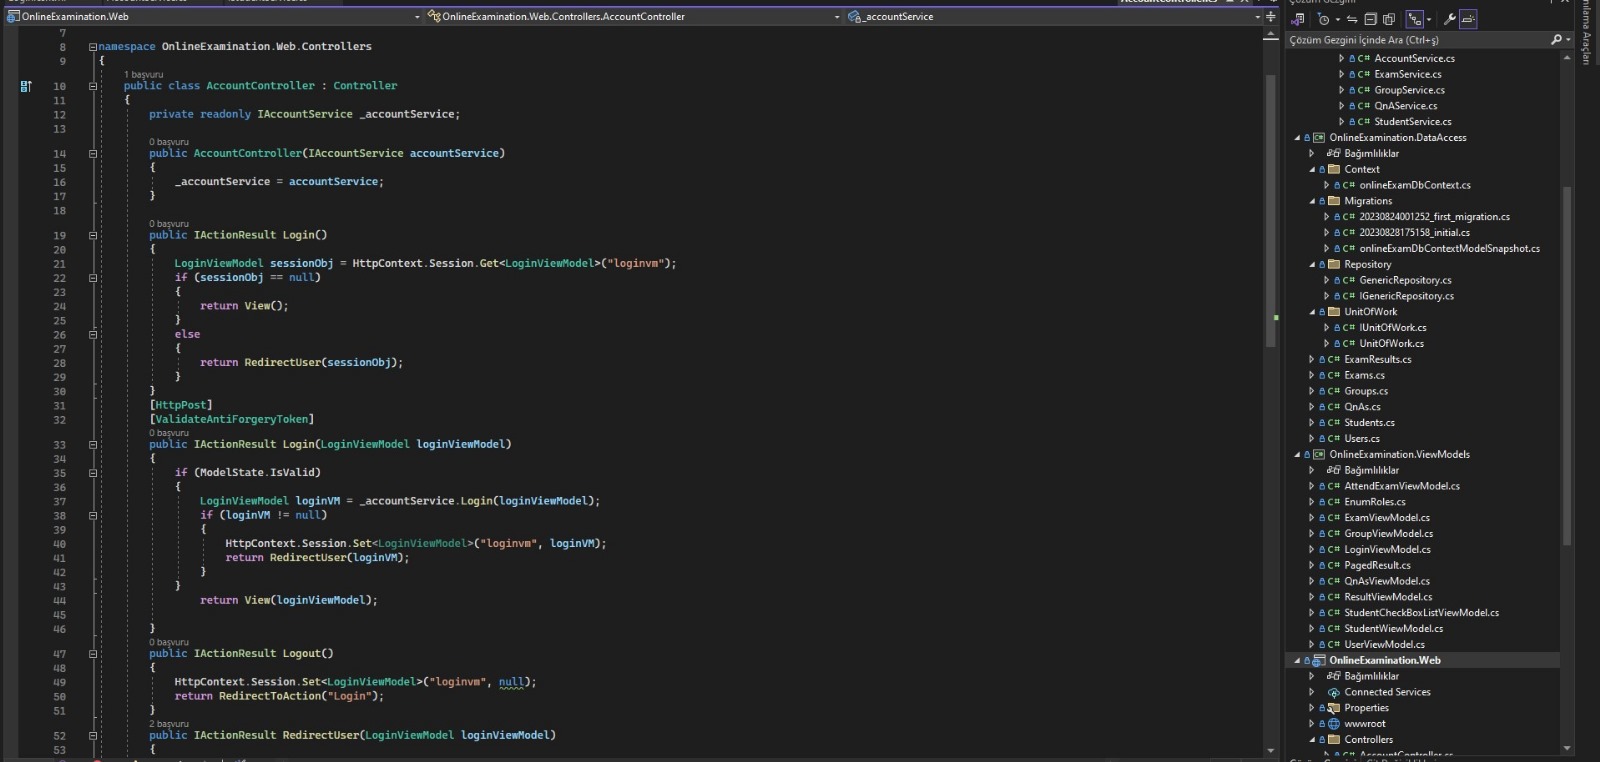 OnlineExamination.Web
OnlineExamination.Web.Controllers.AccountController
_accountService
7
8 namespace OnlineExamination.Web.Controllers
9 {
1 başvuru
10 public class AccountController : Controller
11 {
12 private readonly IAccountService _accountService;
13
0 başvuru
14 public AccountController(IAccountService accountService)
15 {
16 _accountService = accountService;
17 }
18
0 başvuru
19 public IActionResult Login()
20 {
21 LoginViewModel sessionObj = HttpContext.Session.Get<LoginViewModel>("loginvm");
22 if (sessionObj == null)
23 {
24 return View();
25 }
26 else
27 {
28 return RedirectUser(sessionObj);
29 }
30 }
31 [HttpPost]
32 [ValidateAntiForgeryToken]
0 başvuru
33 public IActionResult Login(LoginViewModel loginViewModel)
34 {
35 if (ModelState.IsValid)
36 {
37 LoginViewModel loginVM = _accountService.Login(loginViewModel);
38 if (loginVM != null)
39 {
40 HttpContext.Session.Set<LoginViewModel>("loginvm", loginVM);
41 return RedirectUser(loginVM);
42 }
43 }
44 return View(loginViewModel);
45
46 }
0 başvuru
47 public IActionResult Logout()
48 {
49 HttpContext.Session.Set<LoginViewModel>("loginvm", null);
50 return RedirectToAction("Login");
51 }
2 başvuru
52 public IActionResult RedirectUser(LoginViewModel loginViewModel)
53 {
Çözüm Gezgini İçinde Ara (Ctrl+ş)
C# AccountService.cs
C# ExamService.cs
C# GroupService.cs
C# QnAService.cs
C# StudentService.cs
OnlineExamination.DataAccess
Bağımlılıklar
Context
C# onlineExamDbContext.cs
Migrations
C# 20230824001252_first_migration.cs
C# 20230828175158_initial.cs
C# onlineExamDbContextModelSnapshot.cs
Repository
C# GenericRepository.cs
C# IGenericRepository.cs
UnitOfWork
C# IUnitOfWork.cs
C# UnitOfWork.cs
C# ExamResults.cs
C# Exams.cs
C# Groups.cs
C# QnAs.cs
C# Students.cs
C# Users.cs
OnlineExamination.ViewModels
Bağımlılıklar
C# AttendExamViewModel.cs
C# EnumRoles.cs
C# ExamViewModel.cs
C# GroupViewModel.cs
C# LoginViewModel.cs
C# PagedResult.cs
C# QnAsViewModel.cs
C# ResultViewModel.cs
C# StudentCheckBoxListViewModel.cs
C# StudentWiewModel.cs
C# UserViewModel.cs
OnlineExamination.Web
Bağımlılıklar
Connected Services
Properties
wwwroot
Controllers
C# AccountController.cs